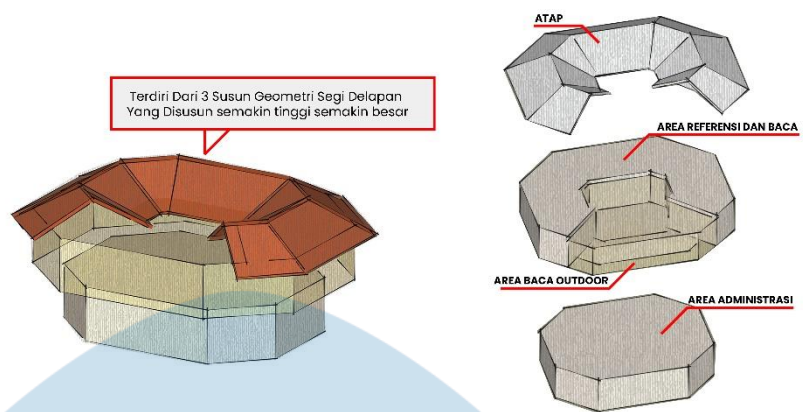 Terdiri Dari 3 Susun Geometri Segi Delapan
Yang Disusun semakin tinggi semakin besar
ATAP
AREA REFERENSI DAN BACA
AREA BACA OUTDOOR
AREA ADMINISTRASI